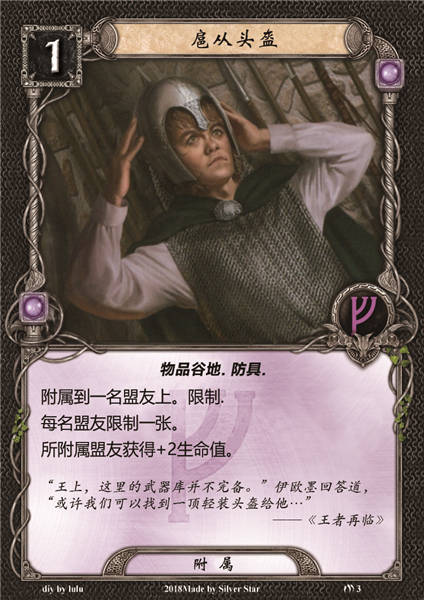 扈从头盔
1
物品谷地. 防具.
附属到一名盟友上。限制.
每名盟友限制一张。
所附属盟友获得+2生命值。
“王上，这里的武器库并不完备。”伊欧墨回答道，
“或许我们可以找到一顶轻装头盔给他…”
——《王者再临》
附 属
diy by lulu
2018Made by Silver Star
3